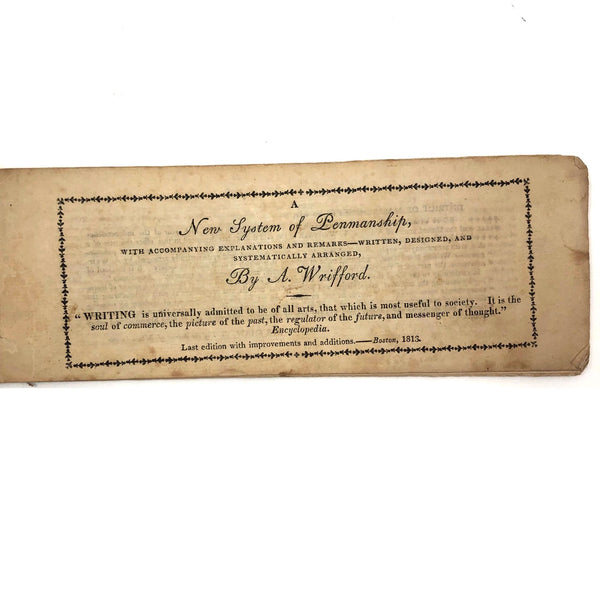 A
New System of Penmanship,
WITH ACCOMPANYING EXPLANATIONS AND REMARKS—WRITTEN, DESIGNED, AND
SYSTEMATICALLY ARRANGED,
By A. Wrifford.
"WRITING is universally admitted to be of all arts, that which is most useful to society. It is the
soul of commerce, the picture of the past, the regulator of the future, and messenger of thought."
Encyclopedia.
Last edition with improvements and additions.——Boston, 1813.